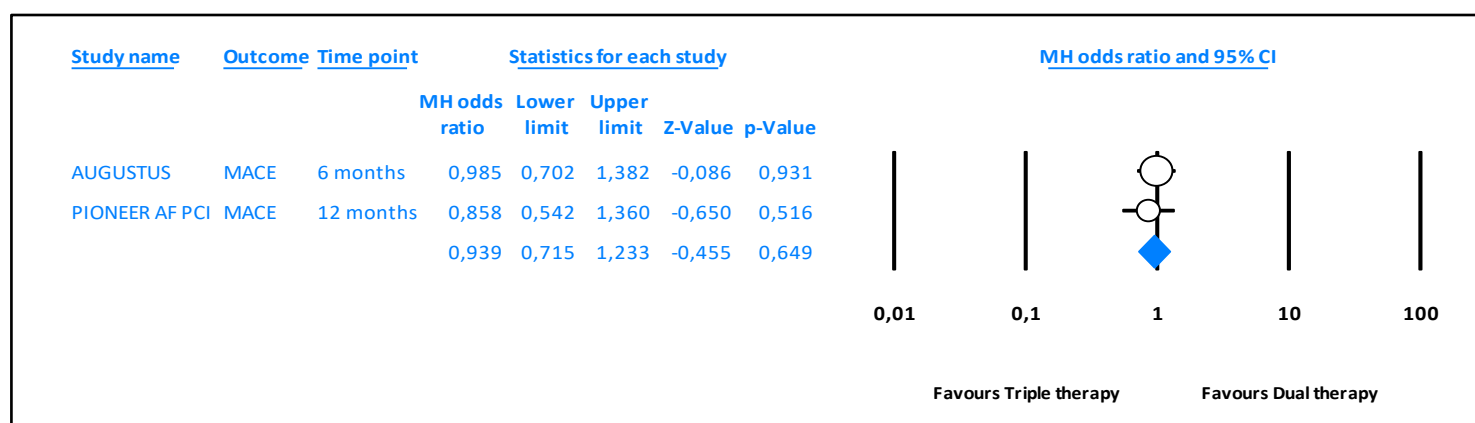 Study name Outcome Time point Statistics for each study MH odds ratio and 95% CI
MH odds Lower Upper
ratio limit limit Z-Value p-Value
AUGUSTUS MACE 6 months 0,985 0,702 1,382 -0,086 0,931
PIONEER AF PCI MACE 12 months 0,858 0,542 1,360 -0,650 0,516
0,939 0,715 1,233 -0,455 0,649
0,01 0,1 1 10 100
Favours Triple therapy Favours Dual therapy